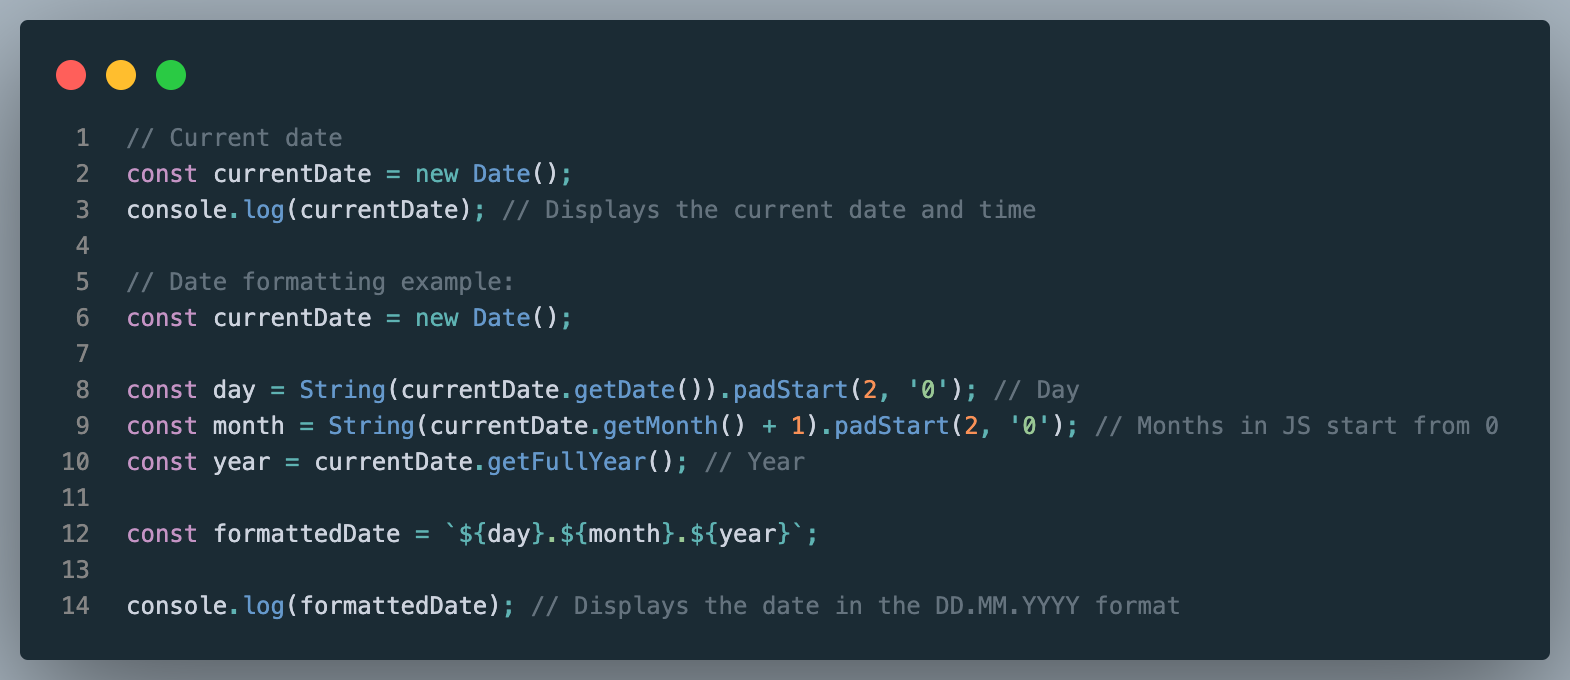 1 // Current date
2 const currentDate = new Date();
3 console.log(currentDate); // Displays the current date and time
4
5 // Date formatting example:
6 const currentDate = new Date();
7
8 const day = String(currentDate.getDate()).padStart(2, '0'); // Day
9 const month = String(currentDate.getMonth() + 1).padStart(2, '0'); // Months in JS start from 0
10 const year = currentDate.getFullYear(); // Year
11
12 const formattedDate = `${day}.${month}.${year}`;
13
14 console.log(formattedDate); // Displays the date in the DD.MM.YYYY format